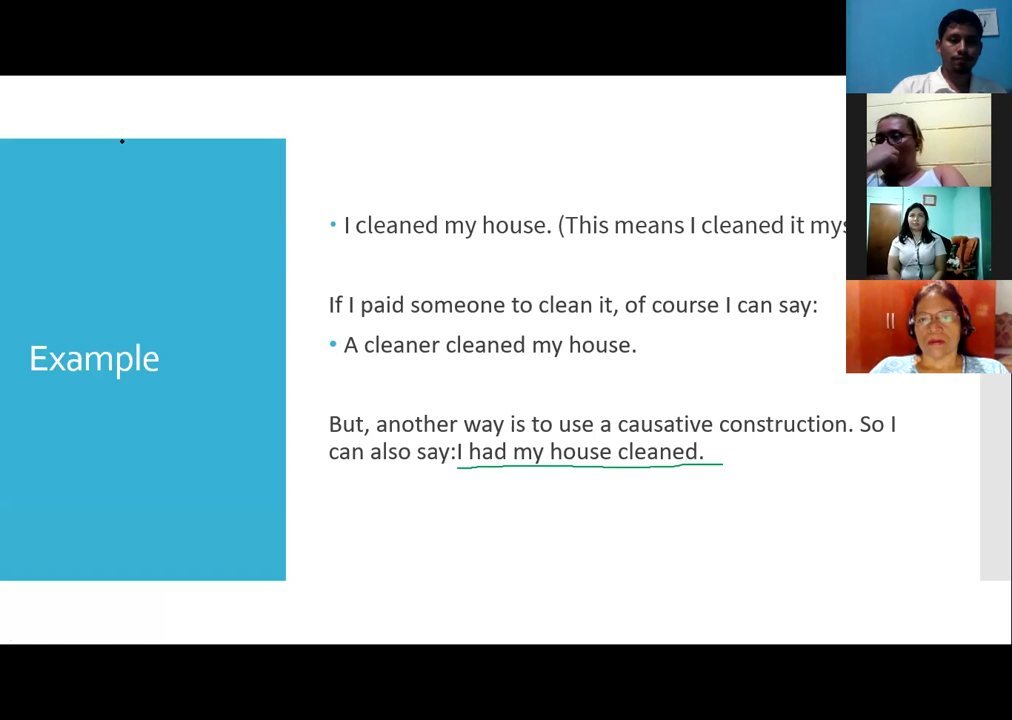 Example
• I cleaned my house. (This means I cleaned it
If I paid someone to clean it, of course I can say:
• A cleaner cleaned my house.
But, another way is to use a causative construction. So I
can also say:I had my house cleaned.